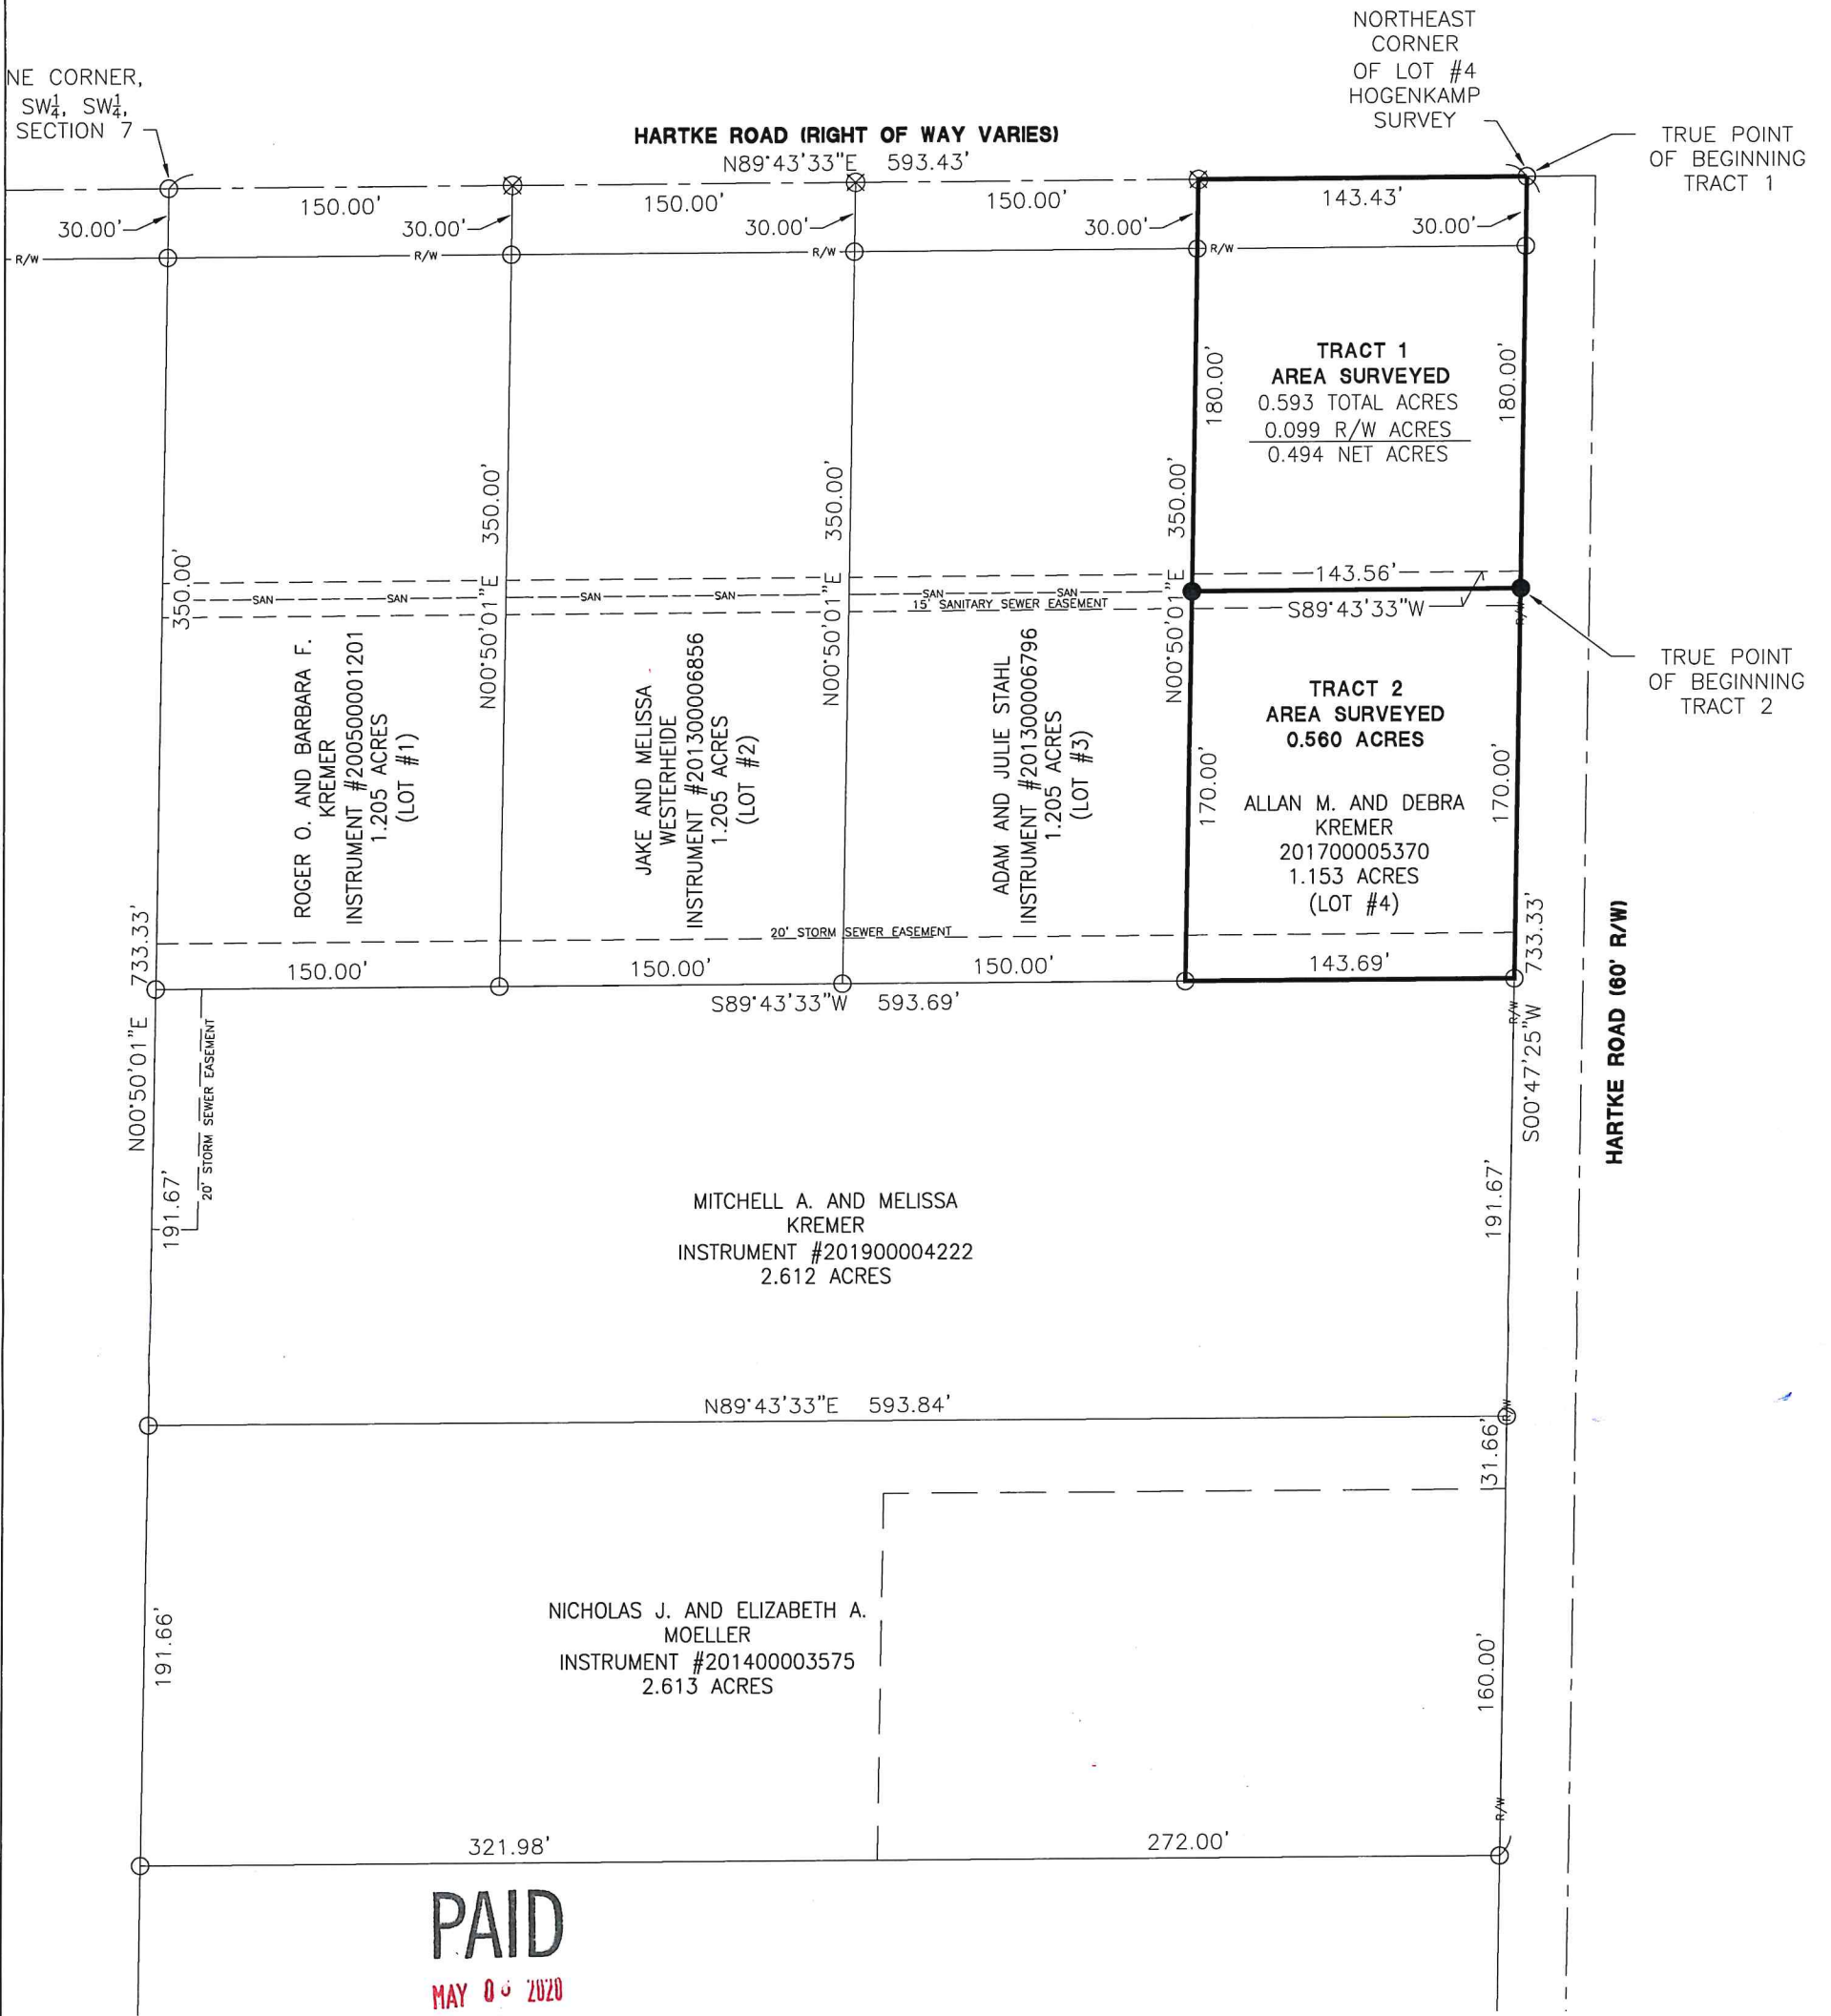 NORTHEAST
CORNER
OF LOT #4
HOGENKAMP
SURVEY
NE CORNER,
SW¼, SW¼,
SECTION 7
TRUE POINT
OF BEGINNING
TRACT 1
HARTKE ROAD (RIGHT OF WAY VARIES)
N89°43'33"E 593.43'
150.00'
150.00'
150.00'
143.43'
30.00'
30.00'
30.00'
30.00'
30.00'
R/W
R/W
R/W
R/W
180.00'
TRACT 1
AREA SURVEYED
0.593 TOTAL ACRES
0.099 R/W ACRES
0.494 NET ACRES
180.00'
350.00'
N00°50'01"E 350.00'
N00°50'01"E 350.00'
N00°50'01"E 350.00'
143.56'
S89°43'33"W
SAN
SAN
SAN
SAN
SAN
SAN
15' SANITARY SEWER EASEMENT
R/W
TRUE POINT
OF BEGINNING
TRACT 2
ROGER O. AND BARBARA F.
KREMER
INSTRUMENT #200500001201
1.205 ACRES
(LOT #1)
JAKE AND MELISSA
WESTERHEIDE
INSTRUMENT #201300006856
1.205 ACRES
(LOT #2)
ADAM AND JULIE STAHL
INSTRUMENT #201300006796
1.205 ACRES
(LOT #3)
TRACT 2
AREA SURVEYED
0.560 ACRES
170.00'
170.00'
ALLAN M. AND DEBRA
KREMER
201700005370
1.153 ACRES
(LOT #4)
20' STORM SEWER EASEMENT
150.00'
150.00'
150.00'
143.69'
S89°43'33"W 593.69'
N00°50'01"E 733.33'
20' STORM SEWER EASEMENT
191.67'
733.33'
R/W
S00°47'25"W
HARTKE ROAD (60' R/W)
191.67'
MITCHELL A. AND MELISSA
KREMER
INSTRUMENT #201900004222
2.612 ACRES
N89°43'33"E 593.84'
R/W
31.66'
191.66'
NICHOLAS J. AND ELIZABETH A.
MOELLER
INSTRUMENT #201400003575
2.613 ACRES
160.00'
R/W
321.98'
272.00'
PAID
MAY 2020